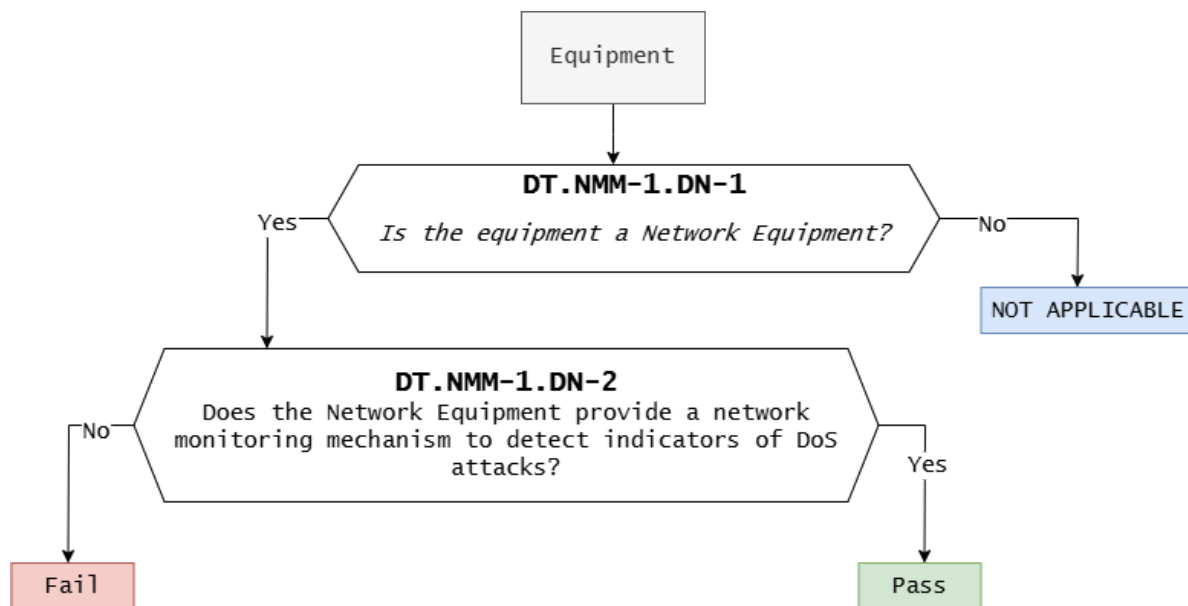 Equipment
DT.NMM-1.DN-1
Yes
Is the equipment a Network Equipment?
No
NOT APPLICABLE
DT.NMM-1.DN-2
Does the Network Equipment provide a network
monitoring mechanism to detect indicators of DoS
attacks?
No
Yes
Fail
Pass